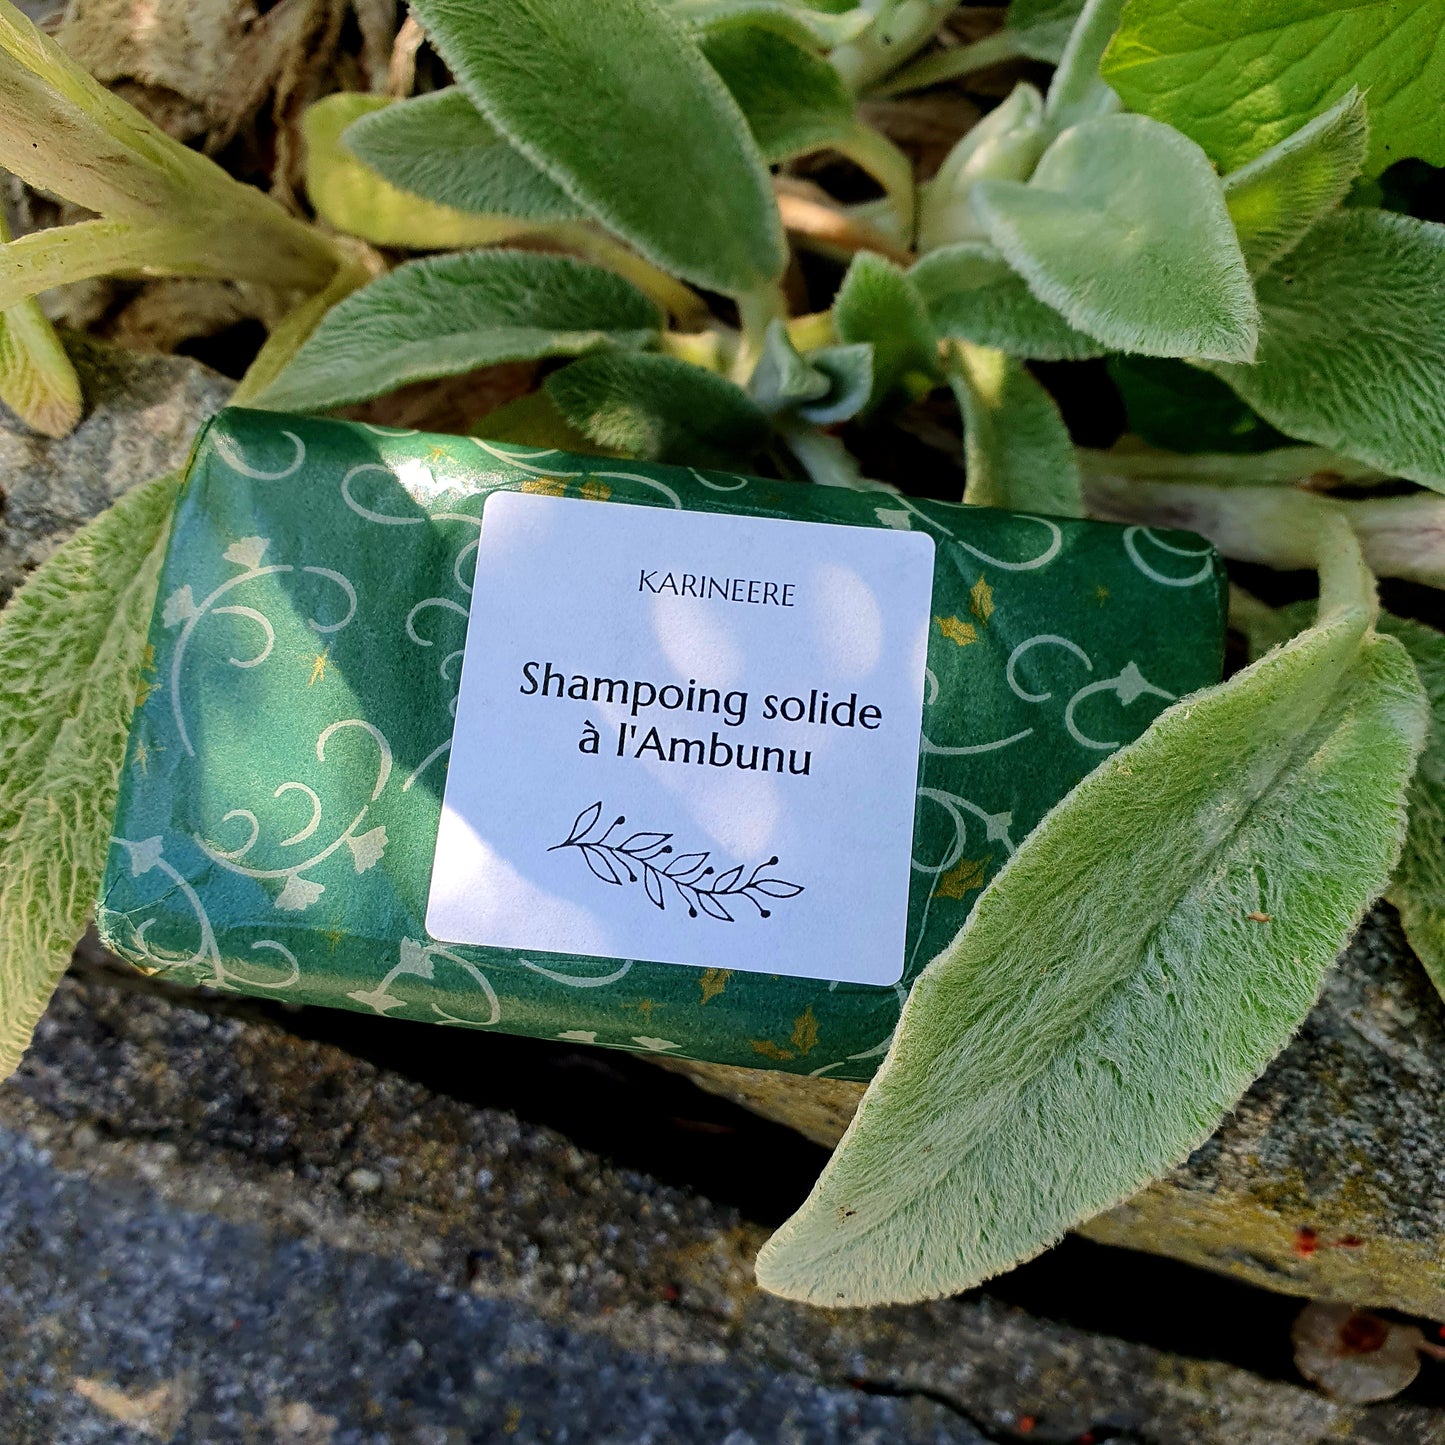 KARINEERE
Shampoing solide
à l'Ambunu